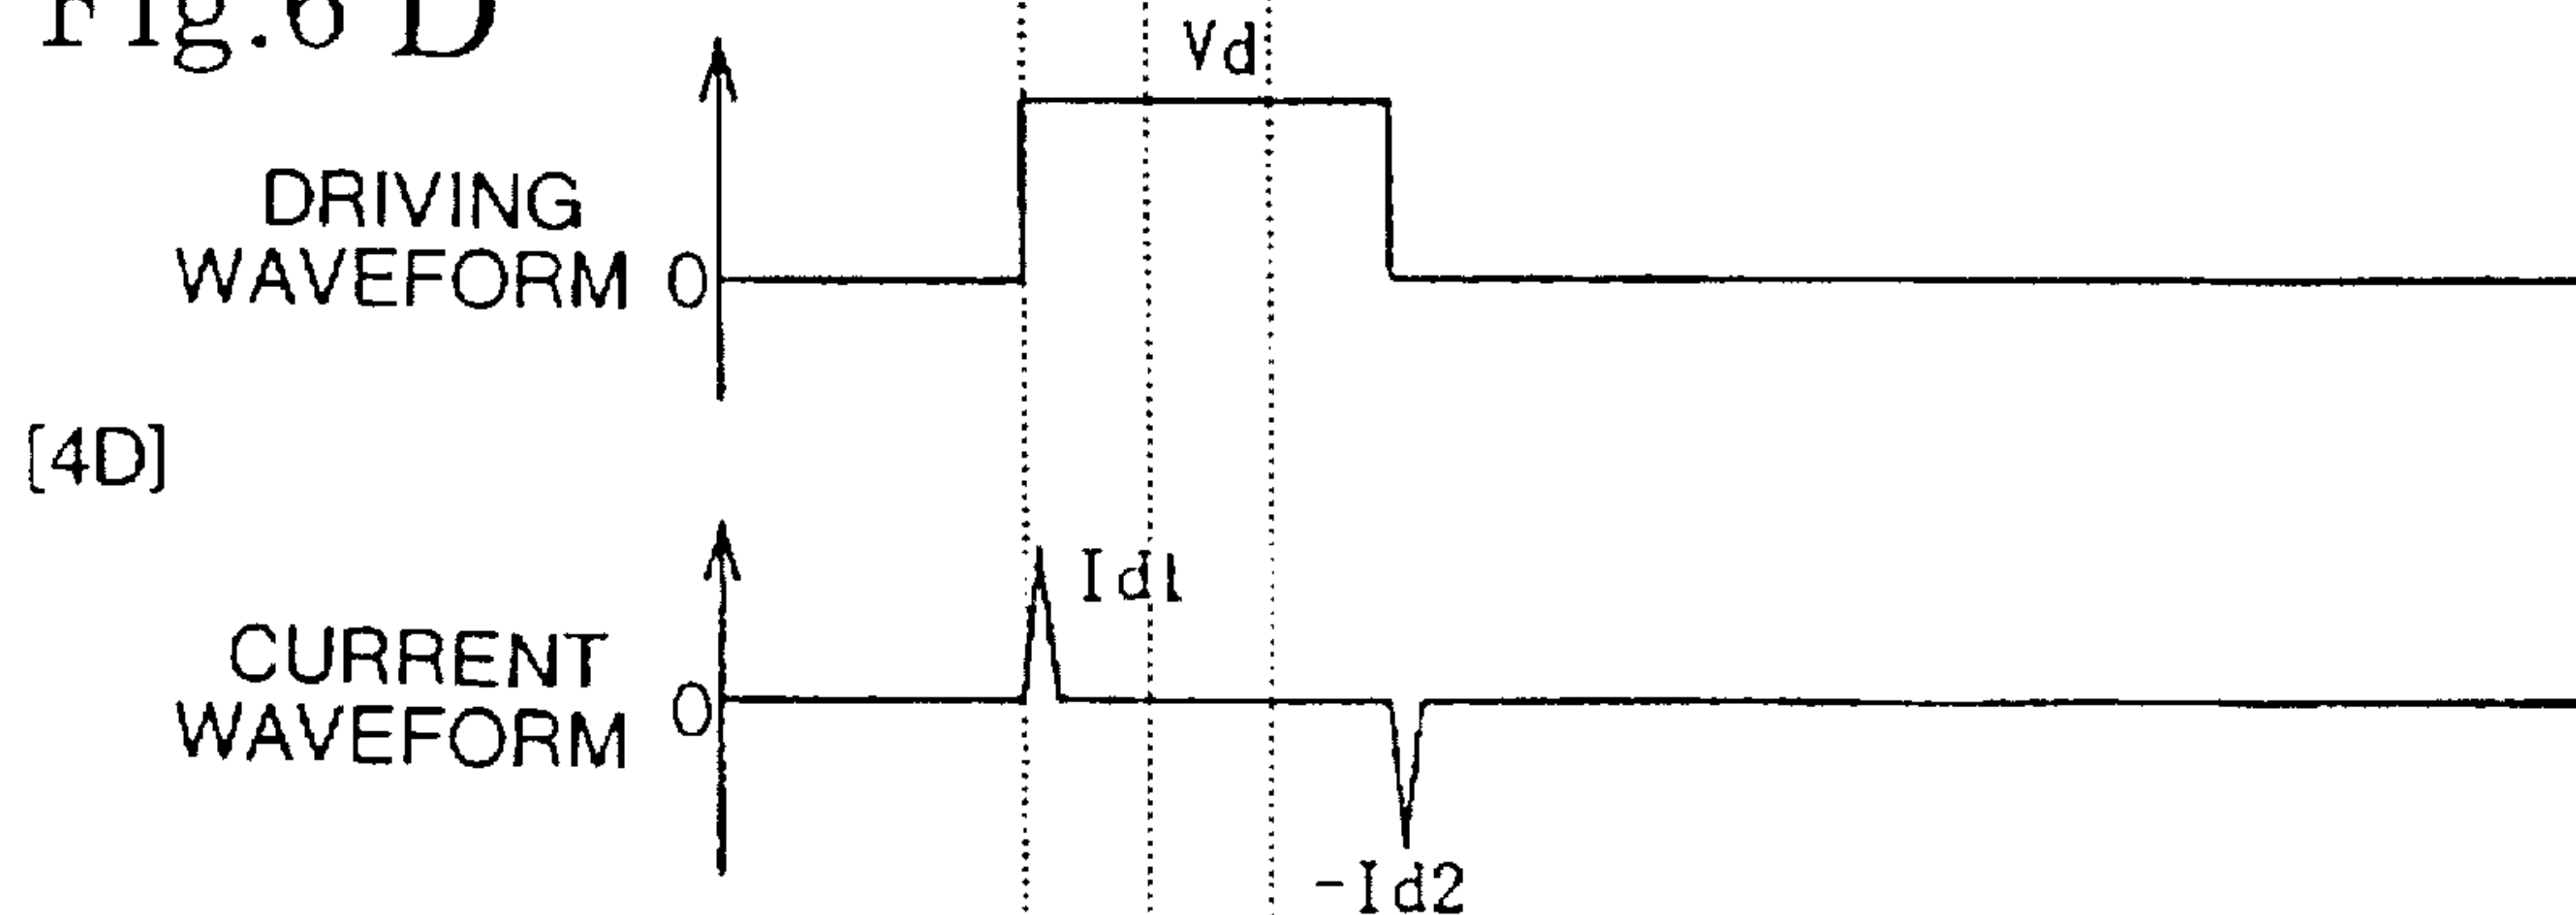 Fig.6 D
Vd
DRIVING
WAVEFORM 0
[4D]
Id1
CURRENT
WAVEFORM 0
-Id2